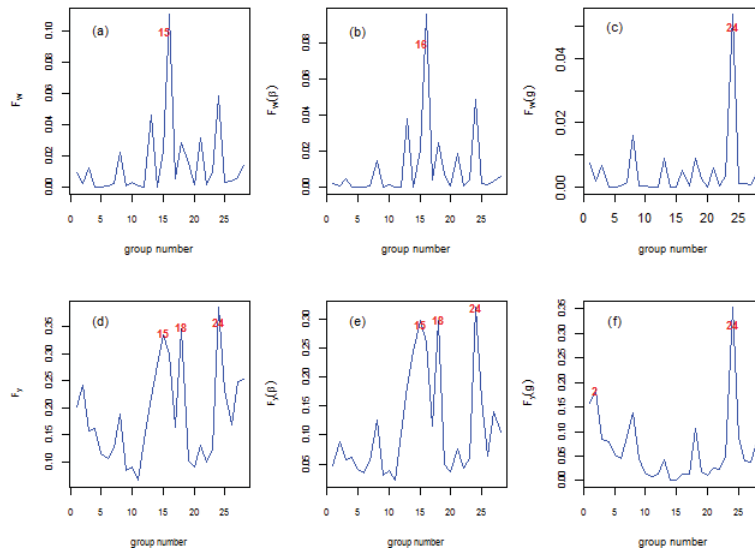 (a)
15
0.00 0.02 0.04 0.06 0.08 0.10
F_w
0 5 10 15 20 25
group number
(b)
16
0.00 0.02 0.04 0.06 0.08
F_w(β)
0 5 10 15 20 25
group number
(c)
24
0.00 0.02 0.04
F_w(g)
0 5 10 15 20 25
group number
(d)
15 18 24
0.10 0.15 0.20 0.25 0.30 0.35
F_y
0 5 10 15 20 25
group number
(e)
15 18 24
0.05 0.10 0.15 0.20 0.25 0.30
F_y(β)
0 5 10 15 20 25
group number
(f)
2 24
0.00 0.05 0.10 0.15 0.20 0.25 0.30 0.35
F_y(g)
0 5 10 15 20 25
group number